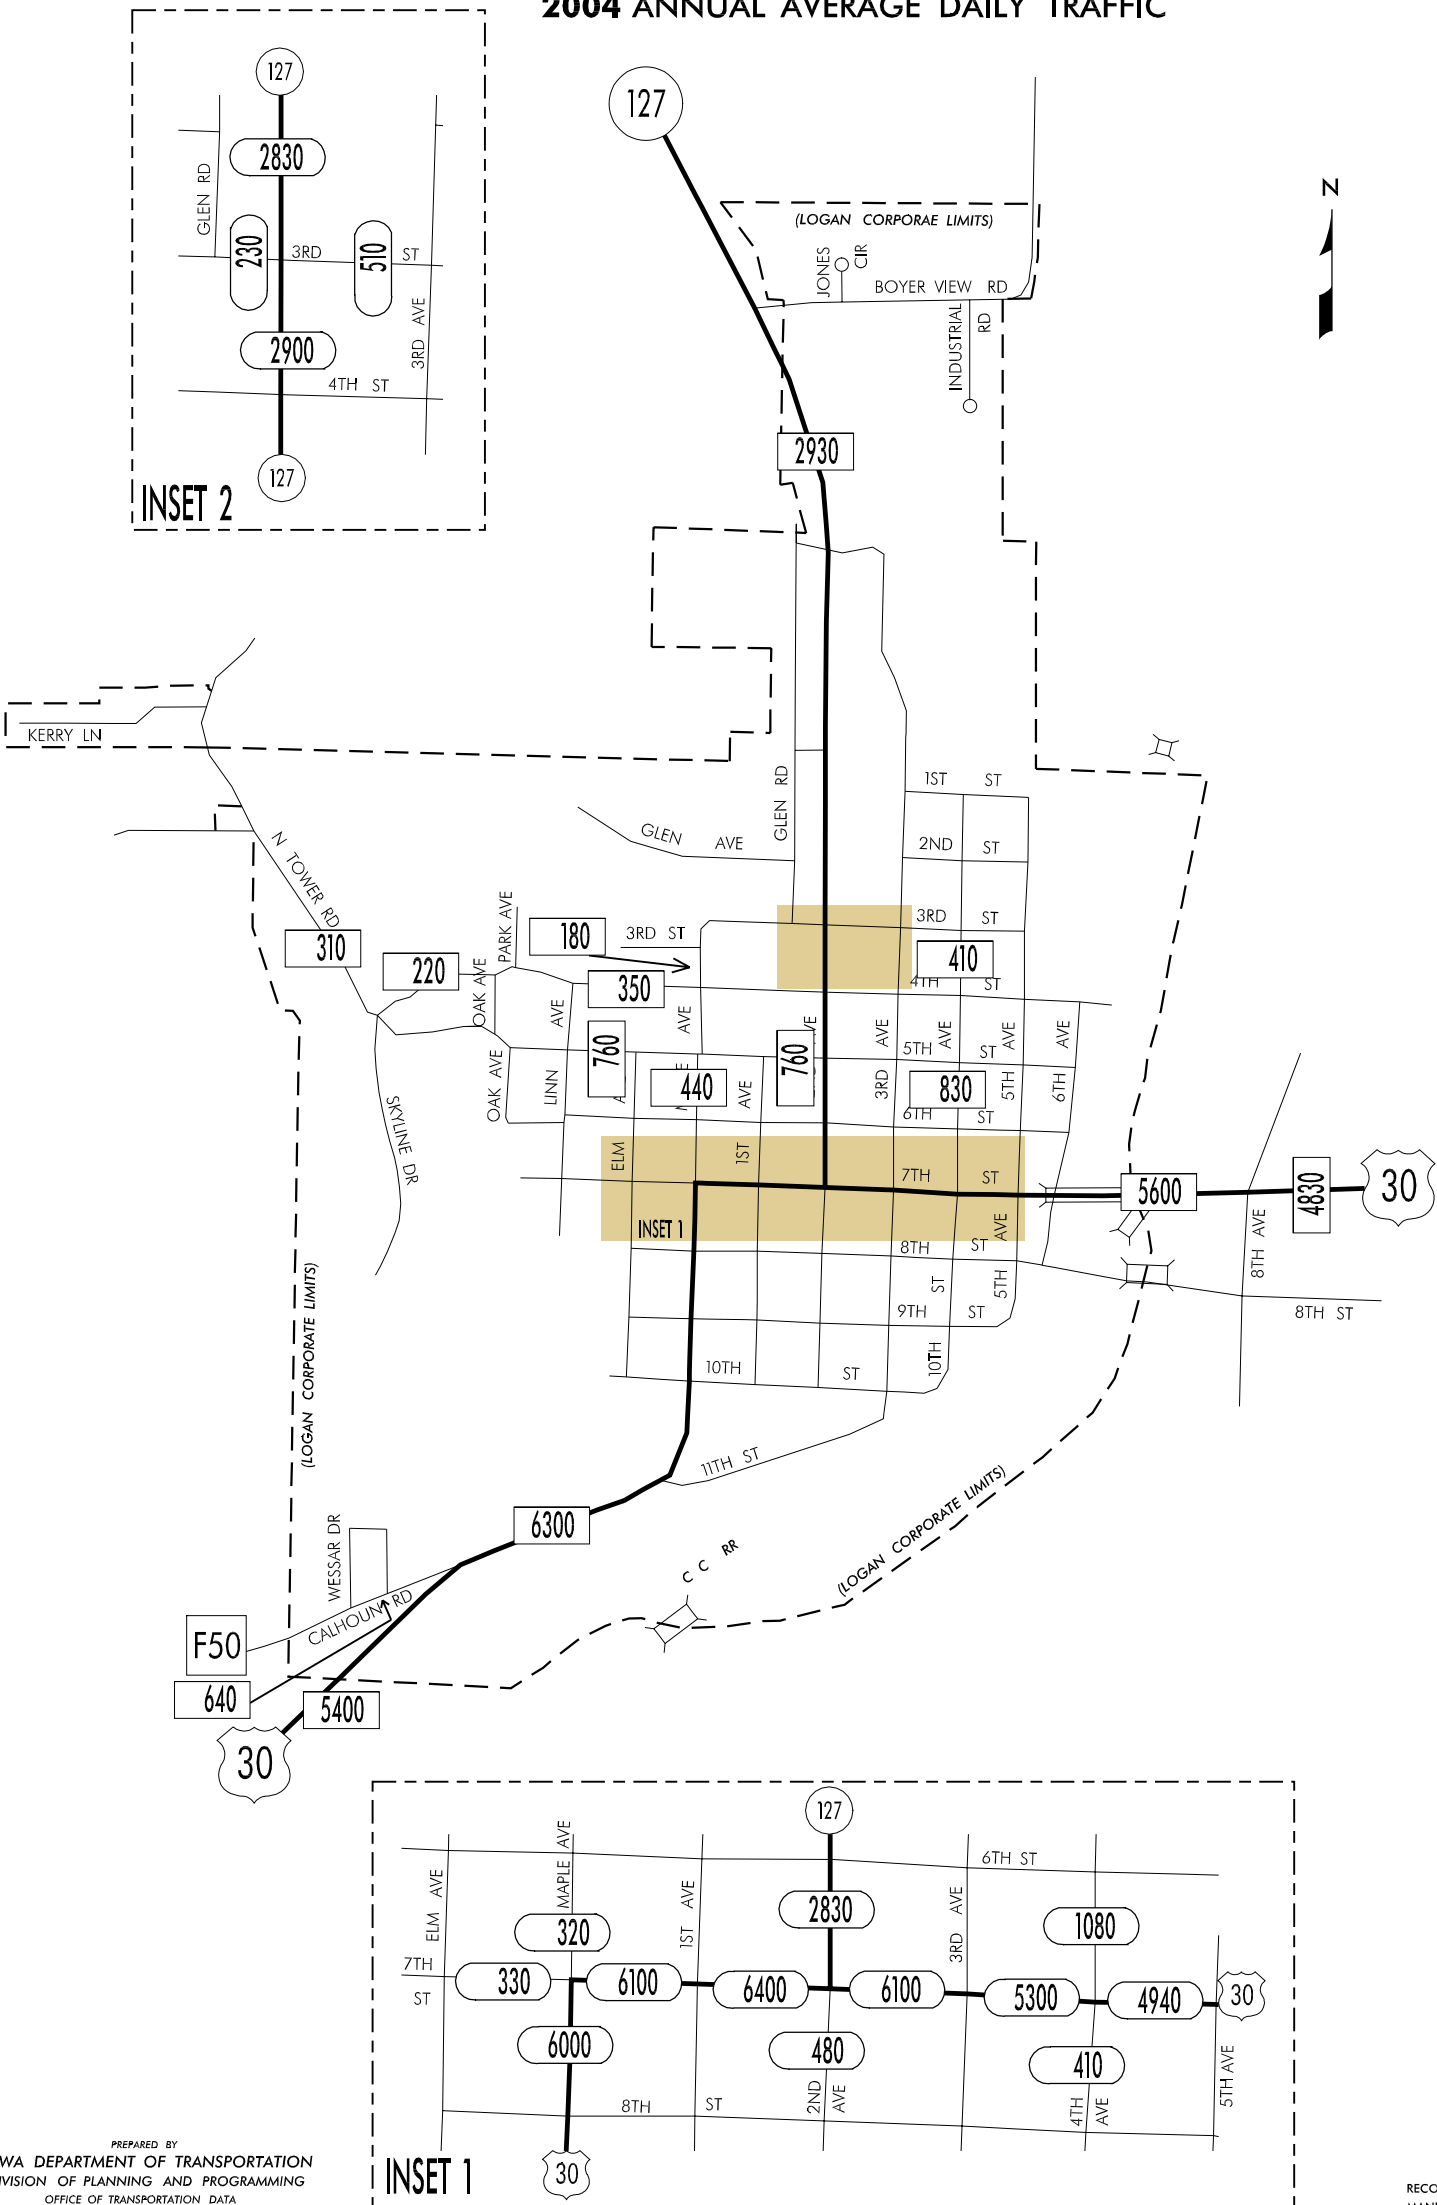 2004 ANNUAL AVERAGE DAILY TRAFFIC
127
2830
GLEN RD
230
3RD ST
510
2900
3RD AVE
4TH ST
127
INSET 2
127
N
(LOGAN CORPORAE LIMITS)
JONES CIR
BOYER VIEW RD
INDUSTRIAL RD
2930
KERRY LN
GLEN RD
1ST ST
GLEN AVE
2ND ST
N TOWER RD
PARK AVE
180
3RD ST
3RD ST
310
220
410
350
4TH ST
OAK AVE
AVE
AVE
AVE
AVE
AVE
AVE
760
760
5TH ST
OAK AVE
LINN
440
AVE
3RD
830
5TH
6TH
6TH ST
SKYLINE DR
ELM
1ST
7TH ST
5600
4830
30
INSET 1
AVE
8TH ST
8TH AVE
ST
5TH
9TH ST
8TH ST
10TH ST
10TH
(LOGAN CORPORATE LIMITS)
11TH ST
6300
(LOGAN CORPORATE LIMITS)
C C RR
WESSAR DR
CALHOUN RD
F50
640
5400
30
127
6TH ST
ELM AVE
MAPLE AVE
1ST AVE
2830
3RD AVE
320
1080
7TH ST
330
6100
6400
6100
5300
4940
30
6000
480
410
8TH ST
2ND AVE
4TH AVE
5TH AVE
30
INSET 1
PREPARED BY
WA DEPARTMENT OF TRANSPORTATION
VISION OF PLANNING AND PROGRAMMING
OFFICE OF TRANSPORTATION DATA
RECO